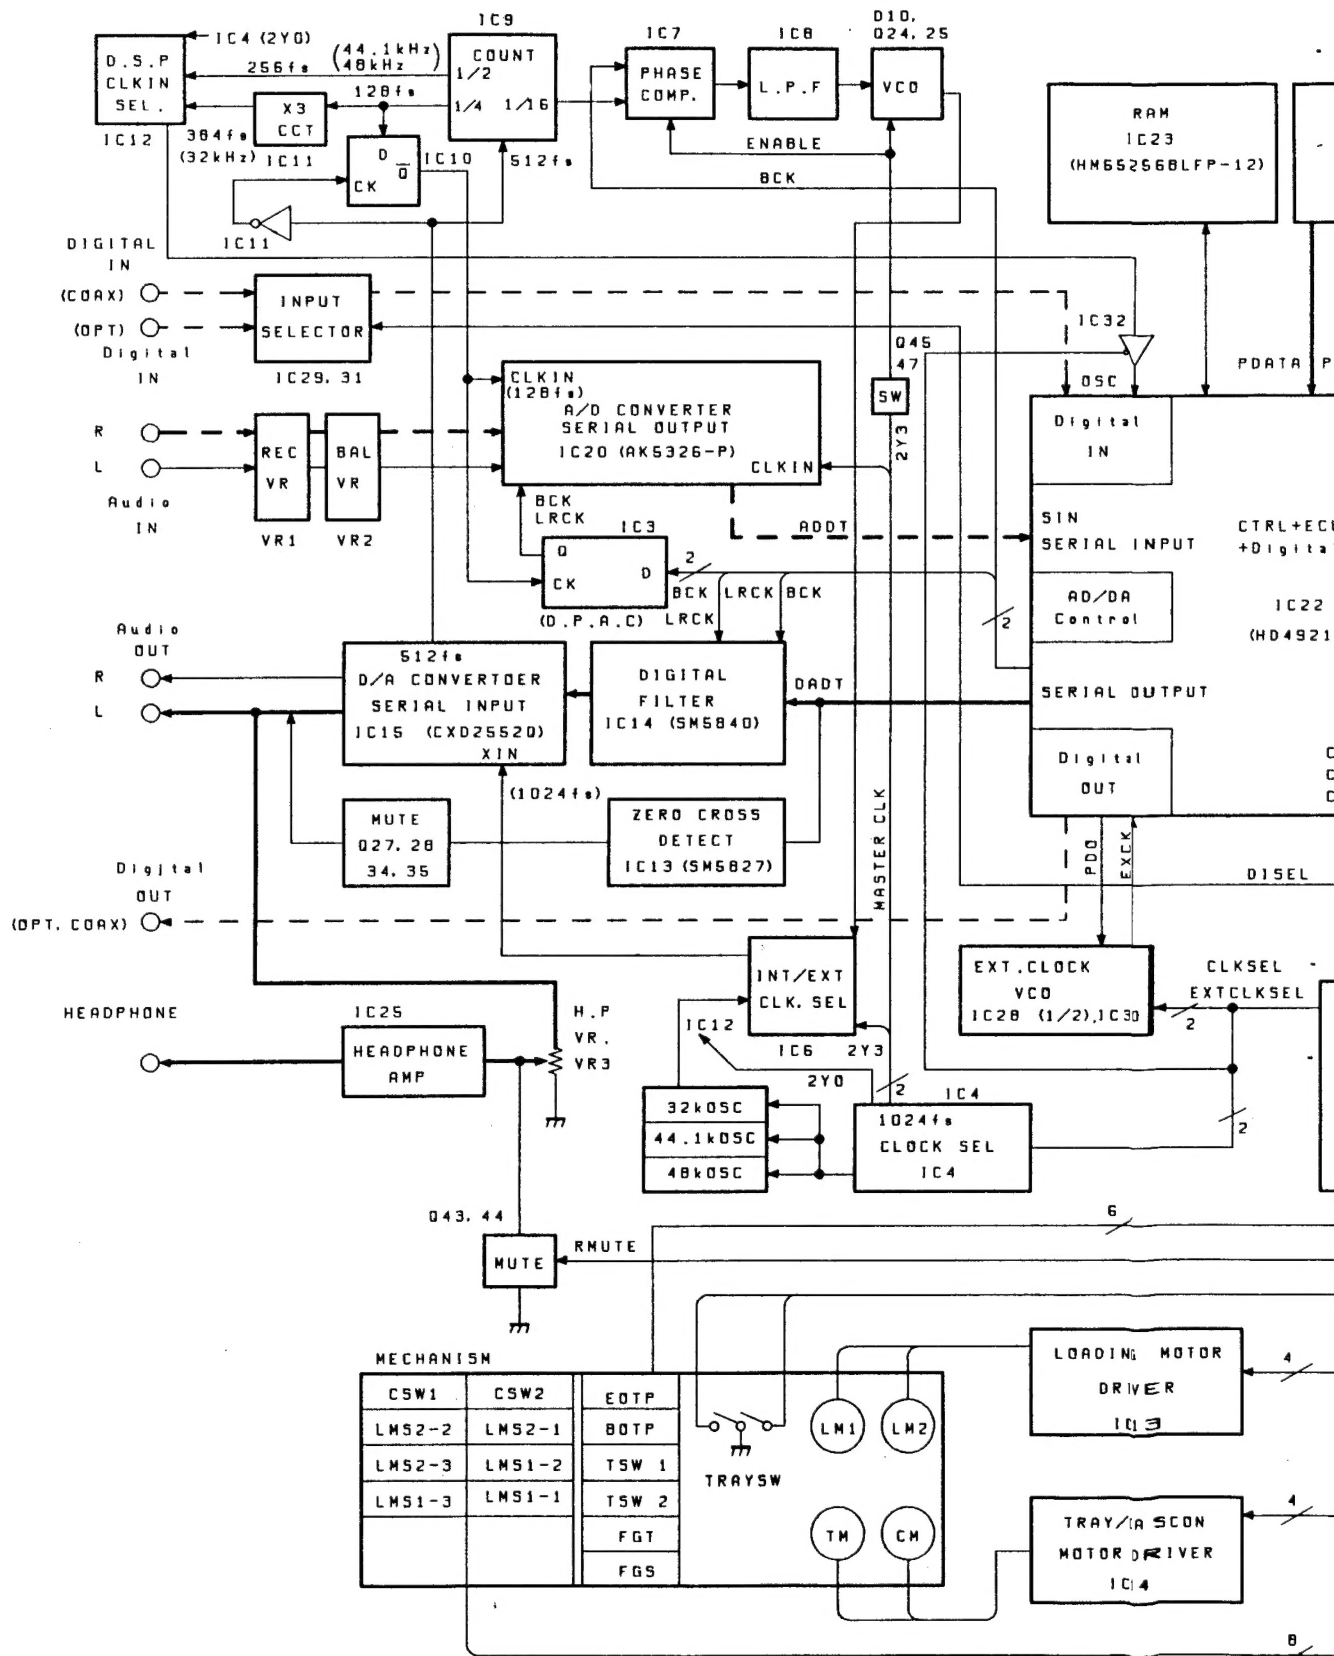 IC9
D10,
Q24, 25
IC7
IC8
IC4 (2Y0)
(44.1kHz)
48kHz
D.S.P
CLKIN
SEL.
256fs
COUNT
1/2
1/4 1/16
PHASE
COMP.
L.P.F
VCO
RAM
IC23
(HM65256BLFP-12)
128fs
X3
CCT
IC12
384fs
(32kHz)
IC11
D
Q
CK
IC10
512fs
ENABLE
BCK
IC11
DIGITAL
IN
(COAX)
(OPT)
Digital
IN
INPUT
SELECTOR
IC29, 31
IC32
Q45
47
SW
2Y3
OSC
PDATA P
CLKIN
(128fs)
A/D CONVERTER
SERIAL OUTPUT
IC20 (AK5326-P)
CLKIN
Digital
IN
R
L
Audio
IN
REC
VR
BAL
VR
VR1
VR2
BCK
LRCK
IC3
Q
D
CK
(D.P.A.C)
2
ADDT
SIN
SERIAL INPUT
CTRL+EC
+Digita
AD/DA
Control
IC22
(HD4921
BCK LRCK BCK
LRCK
2
Audio
OUT
R
L
512fs
D/A CONVERTOER
SERIAL INPUT
IC15 (CXD2552Q)
XIN
DIGITAL
FILTER
IC14 (SM5840)
DADT
SERIAL OUTPUT
Digital
OUT
(1024fs)
MUTE
Q27, 28
34, 35
ZERO CROSS
DETECT
IC13 (SM5827)
MASTER CLK
PDO
EXCK
DISEL
Digital
OUT
(OPT, COAX)
INT/EXT
CLK. SEL
IC6
EXT.CLOCK
VCO
IC28 (1/2),IC30
CLKSEL
EXTCLKSEL
2
HEADPHONE
IC25
HEADPHONE
AMP
H.P
VR.
VR3
IC12
2Y3
2Y0
2
IC4
32kOSC
44.1kOSC
48kOSC
1024fs
CLOCK SEL
IC4
2
Q43, 44
MUTE
RMUTE
6
MECHANISM
CSW1 CSW2 EOTP
LMS2-2 LMS2-1 BOTP
LMS2-3 LMS1-2 TSW 1
LMS1-3 LMS1-1 TSW 2
FGT
FGS
TRAYSW
LM1
LM2
TM
CM
LOADING MOTOR
DRIVER
IC13
4
MOTOR DRIVER
IC14
4
8